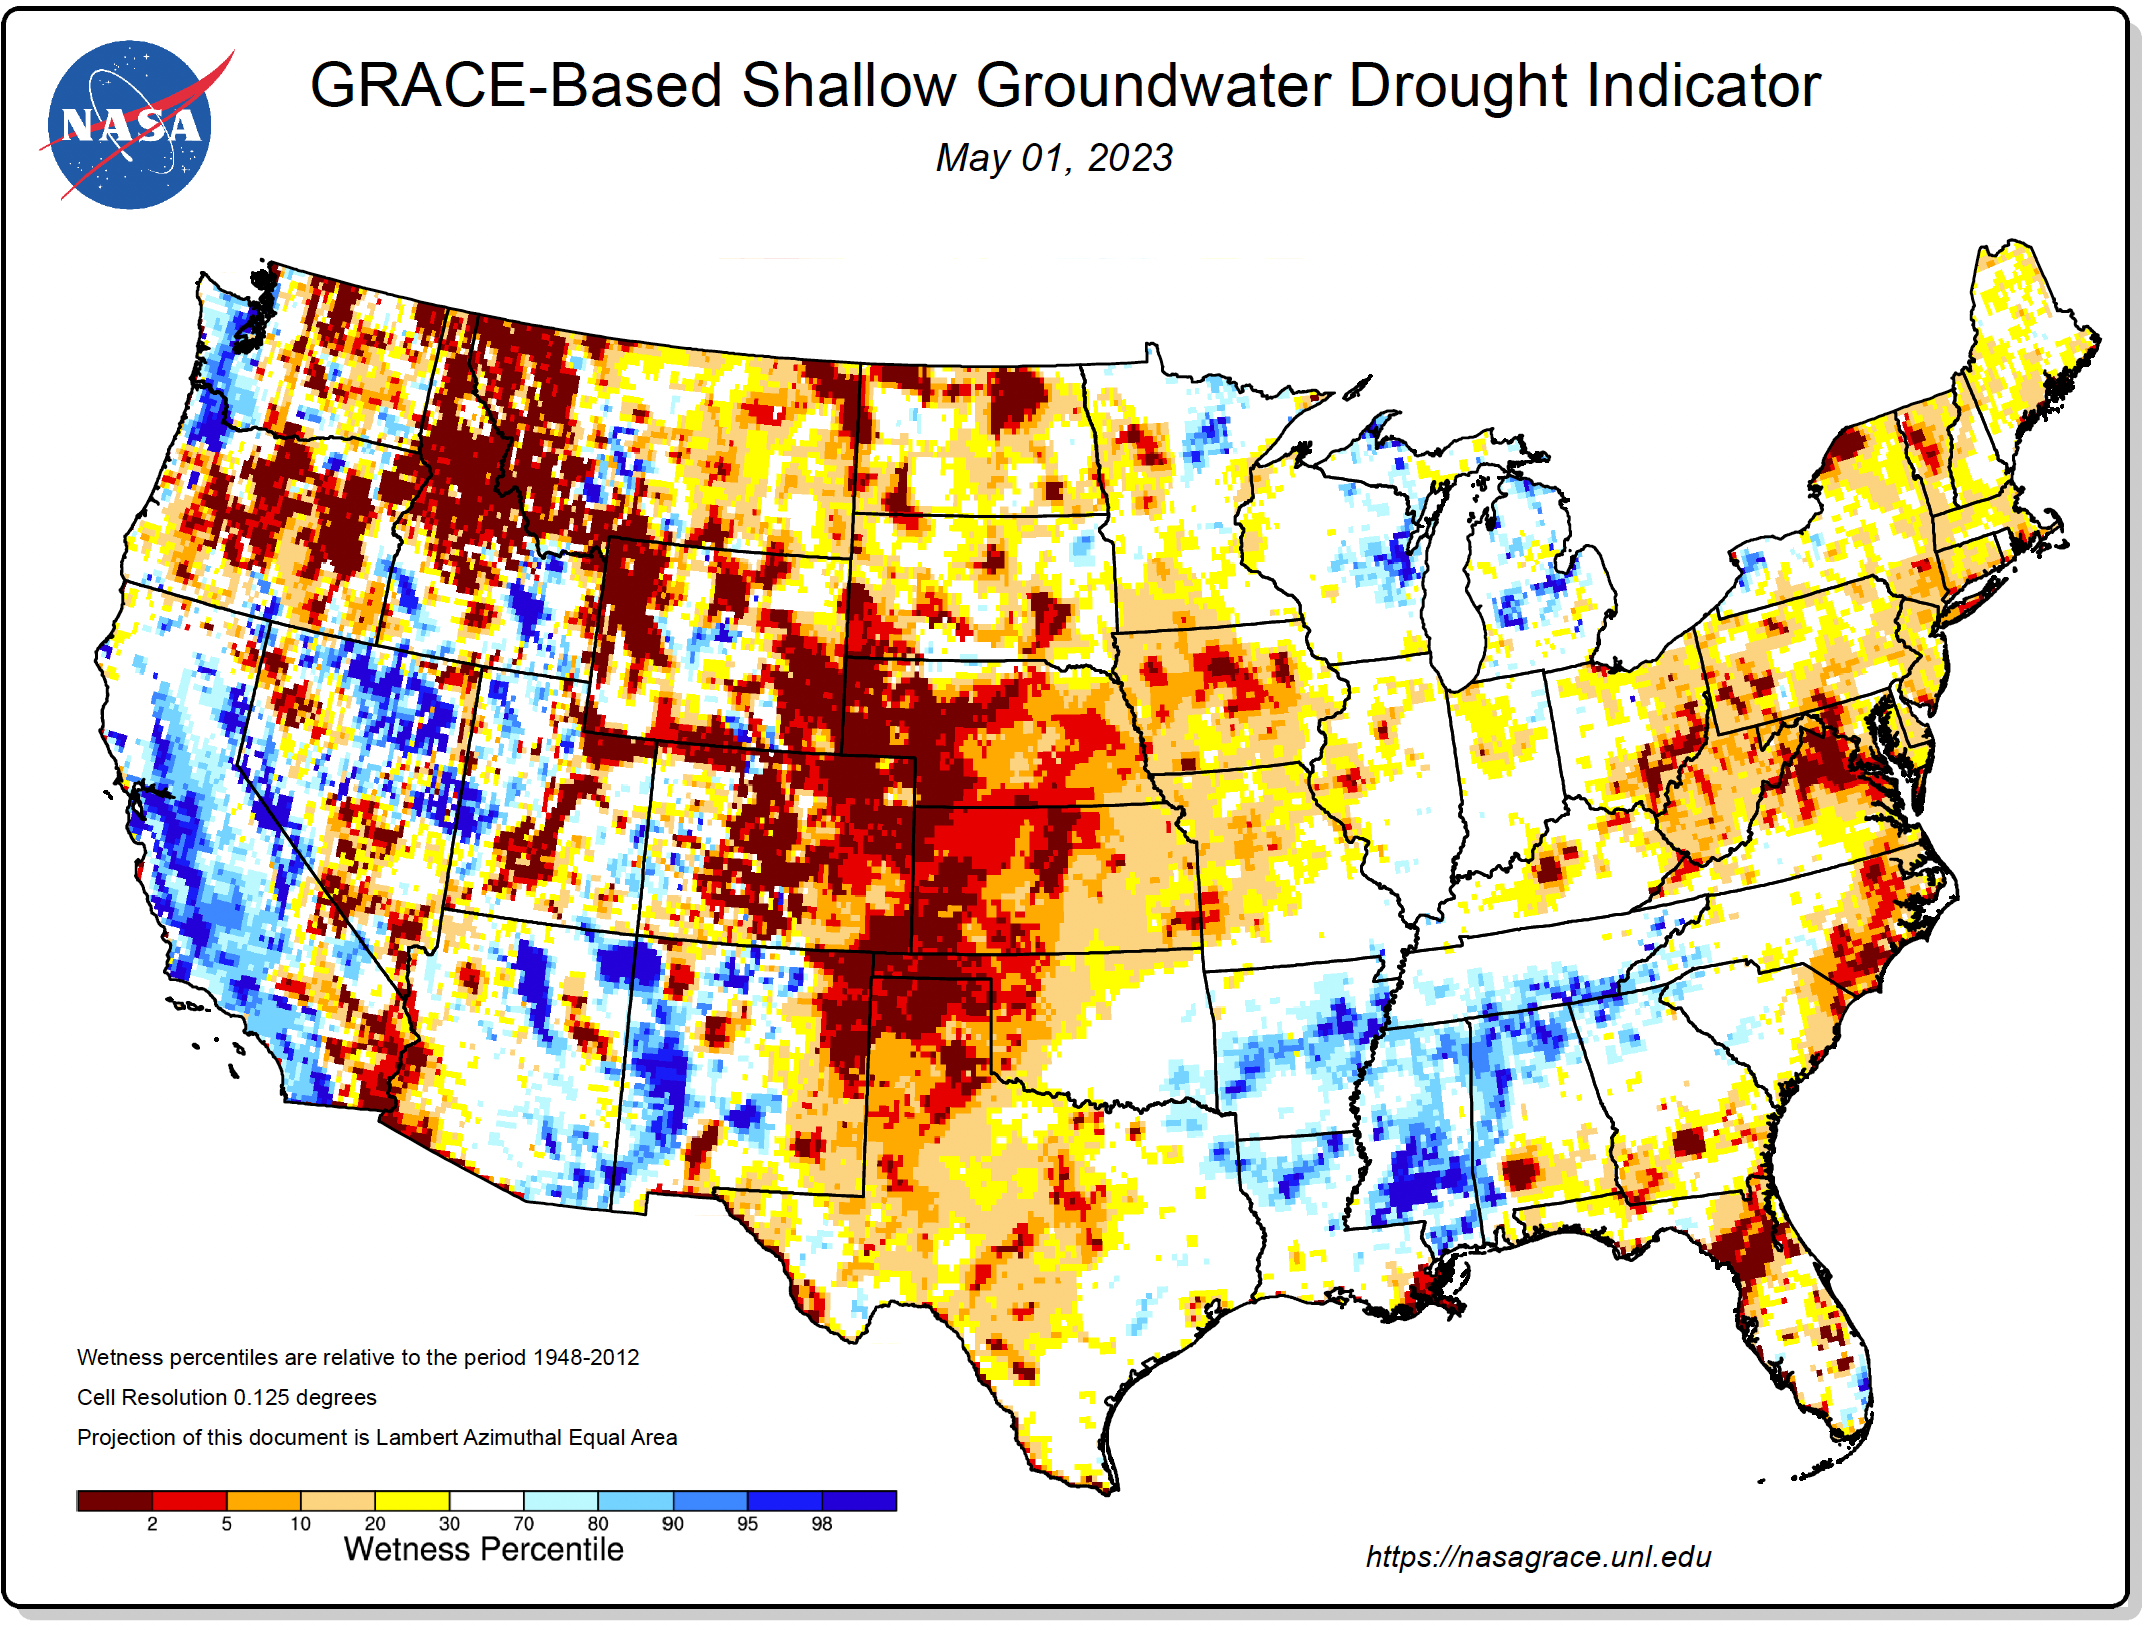 NASA
GRACE-Based Shallow Groundwater Drought Indicator
May 01, 2023
Wetness percentiles are relative to the period 1948-2012
Cell Resolution 0.125 degrees
Projection of this document is Lambert Azimuthal Equal Area
2 5 10 20 30 70 80 90 95 98
Wetness Percentile
https://nasagrace.unl.edu